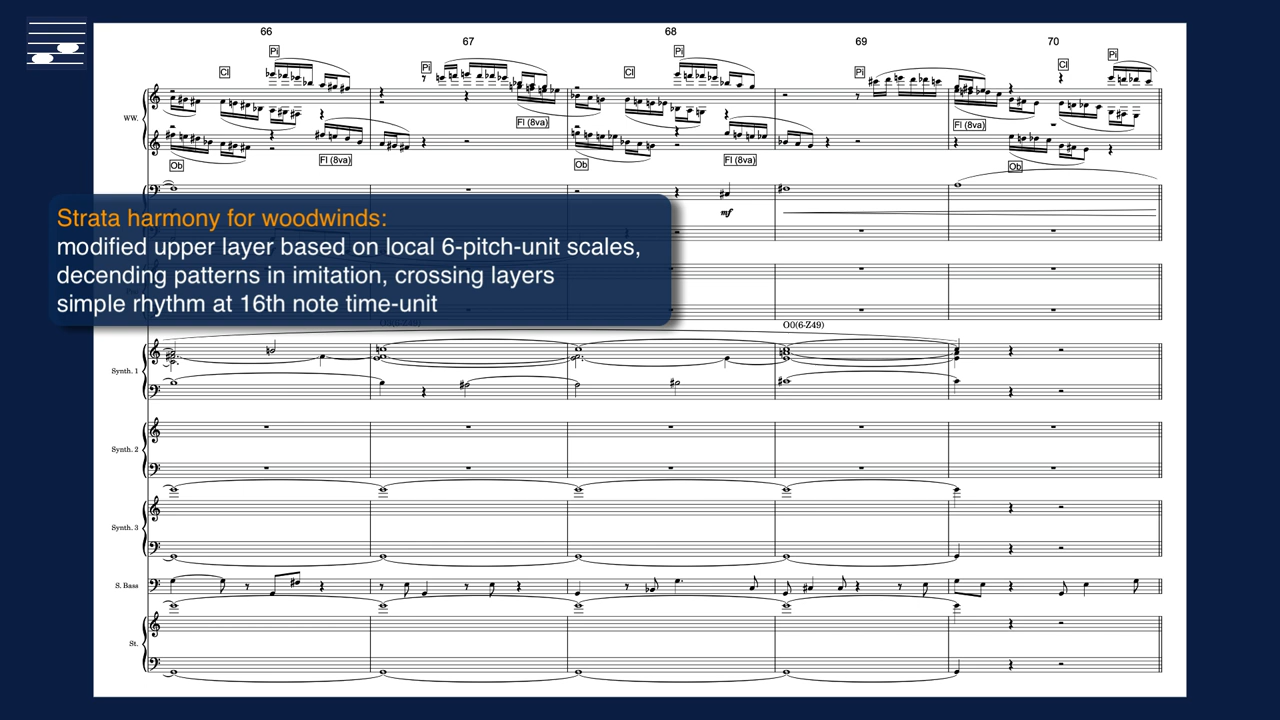 66
67
68
69
70
Pi
Cl
Pi
Cl
Pi
Pi
Cl
Pi
WW.
Fl (8va)
Fl (8va)
Ob
Fl (8va)
Ob
Fl (8va)
Ob
mf
Strata harmony for woodwinds:
modified upper layer based on local 6-pitch-unit scales,
decending patterns in imitation, crossing layers
simple rhythm at 16th note time-unit
O0(6-Z49)
Synth. 1
Synth. 2
Synth. 3
S. Bass
St.